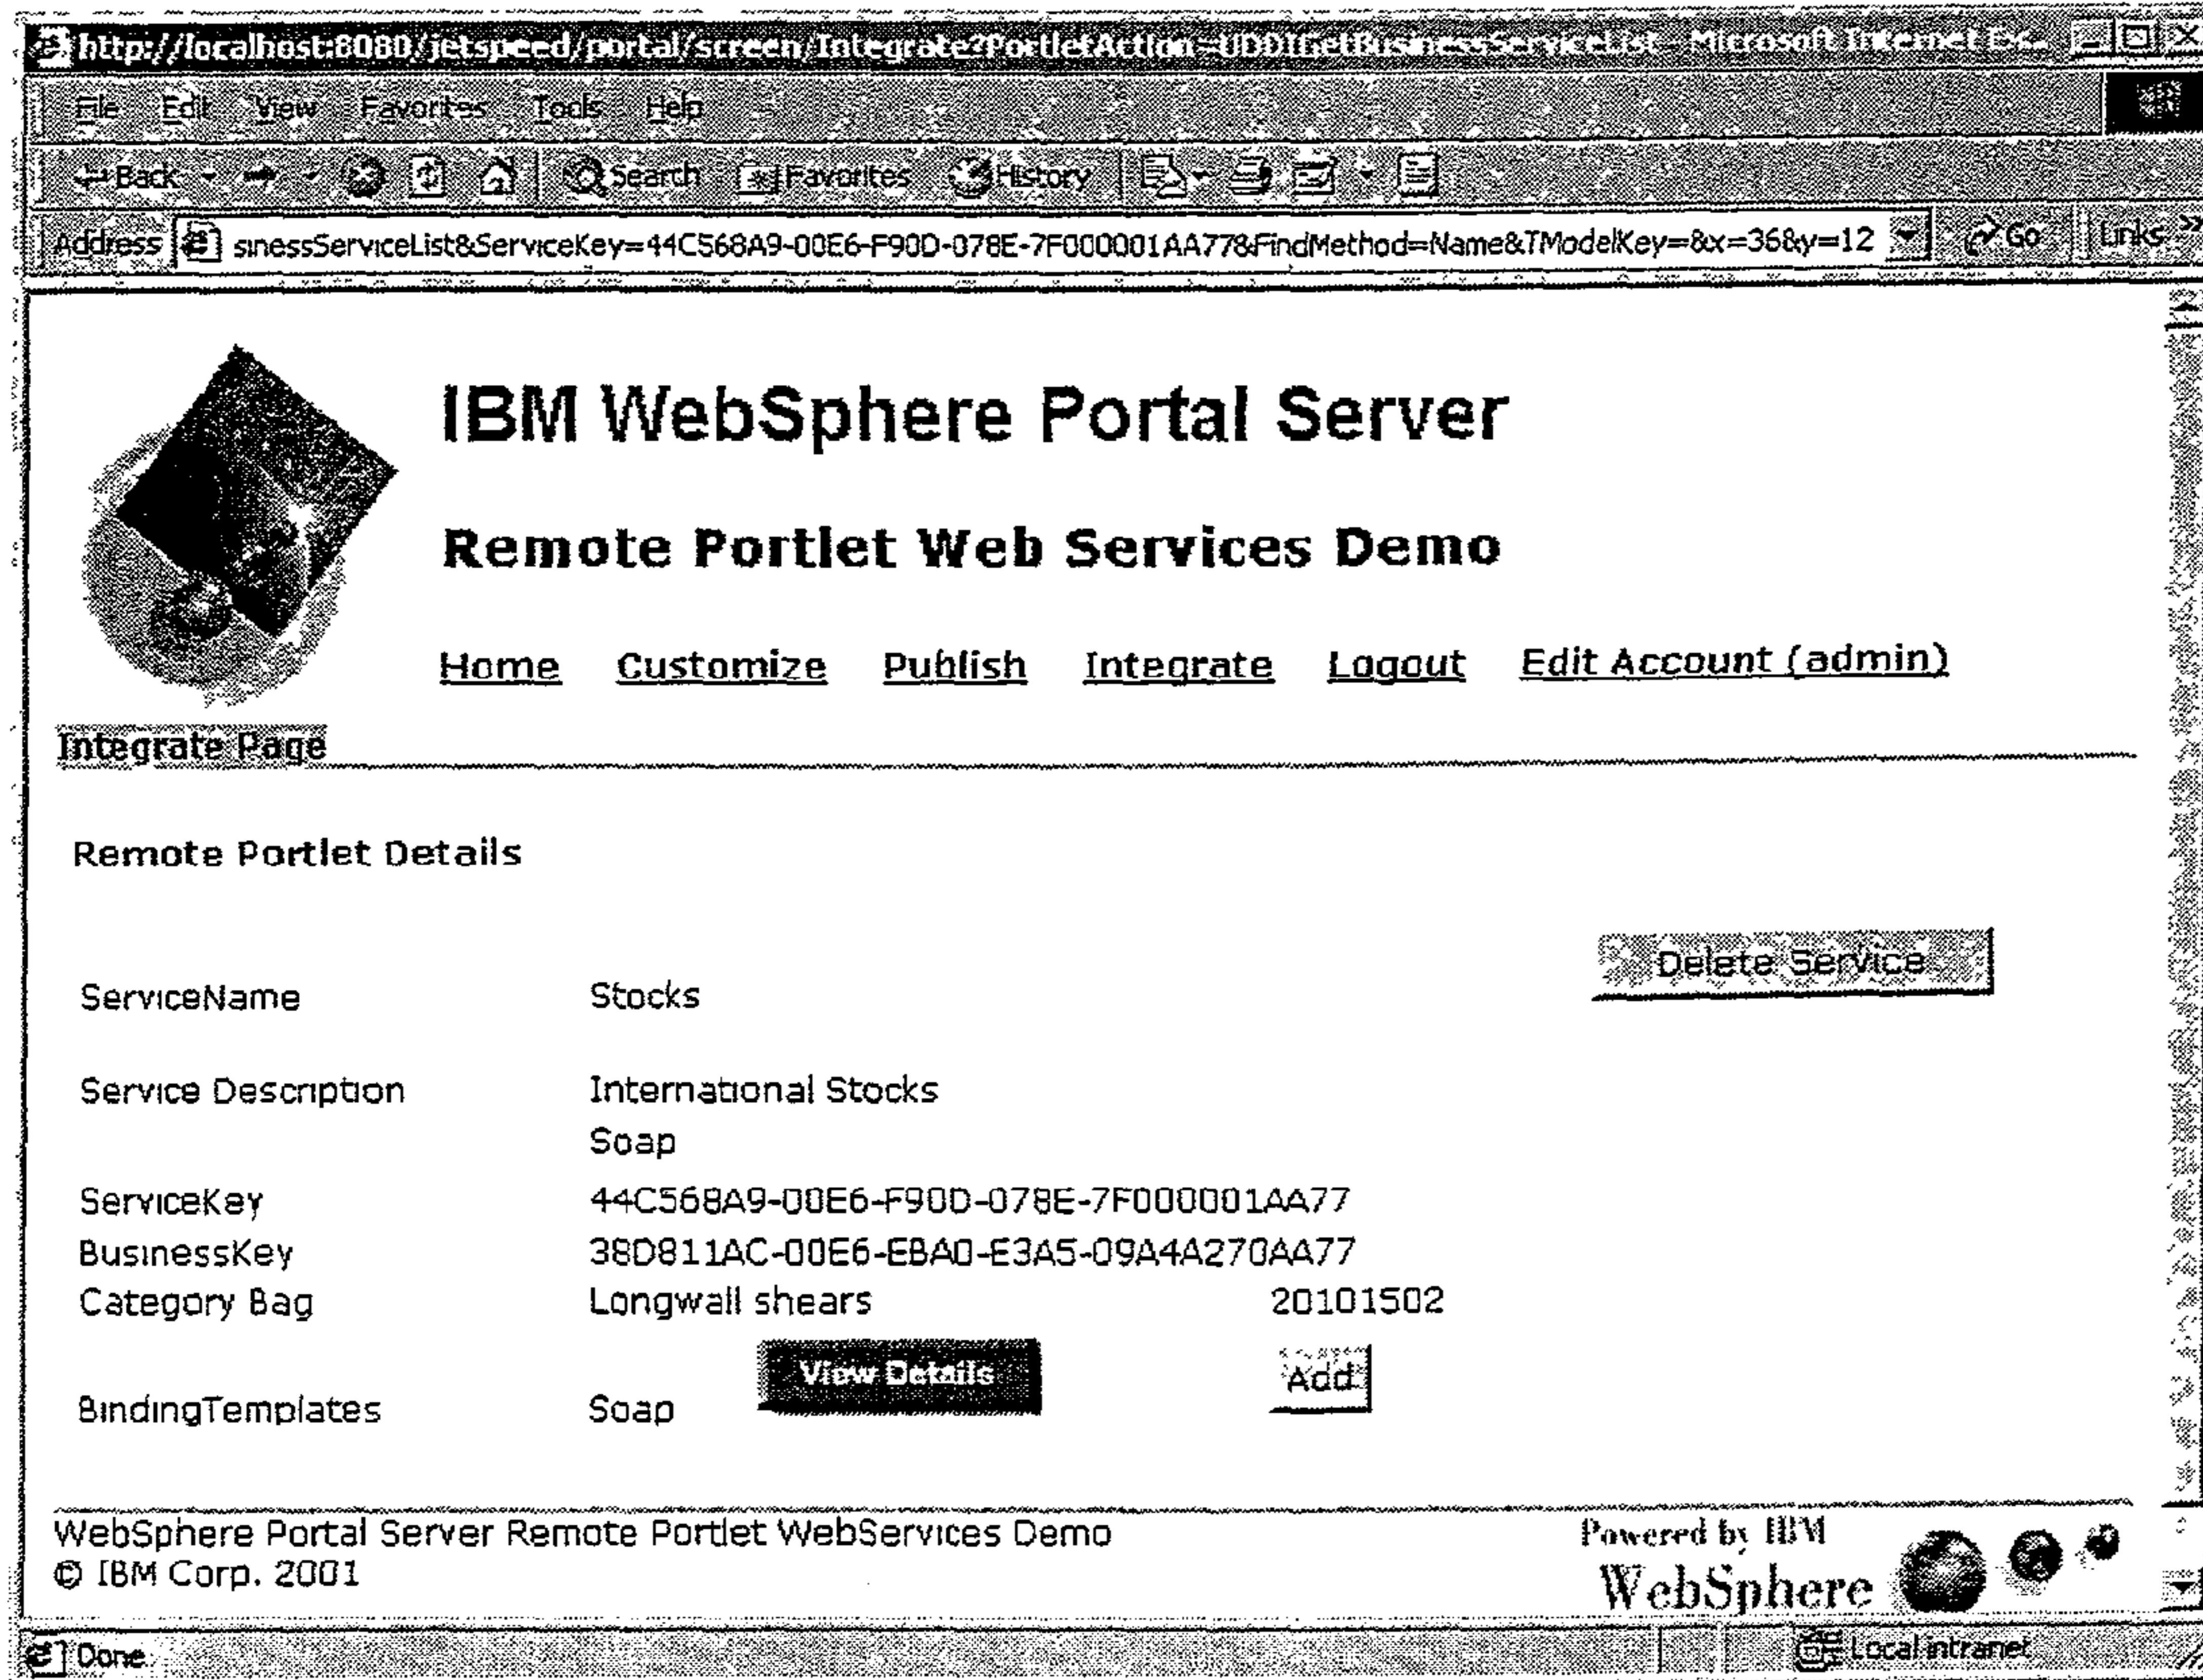 http://localhost:8080/jetspeed/portal/screen/Integrate?PortletAction=UDDIGetBusinessServiceList - Microsoft Internet Ex
File Edit View Favorites Tools Help
Back Search Favorites History
Address sinessServiceList&ServiceKey=44C568A9-00E6-F90D-078E-7F000001AA77&FindMethod=Name&TModelKey=&x=36&y=12 Go Links »
IBM WebSphere Portal Server
Remote Portlet Web Services Demo
Home Customize Publish Integrate Logout Edit Account (admin)
Integrate Page
Remote Portlet Details
Delete Service
ServiceName Stocks
Service Description International Stocks
Soap
ServiceKey 44C568A9-00E6-F90D-078E-7F000001AA77
BusinessKey 38D811AC-00E6-EBA0-E3A5-09A4A270AA77
Category Bag Longwall shears 20101502
View Details Add
BindingTemplates Soap
WebSphere Portal Server Remote Portlet WebServices Demo
© IBM Corp. 2001
Powered by IBM
WebSphere
Done Local intranet